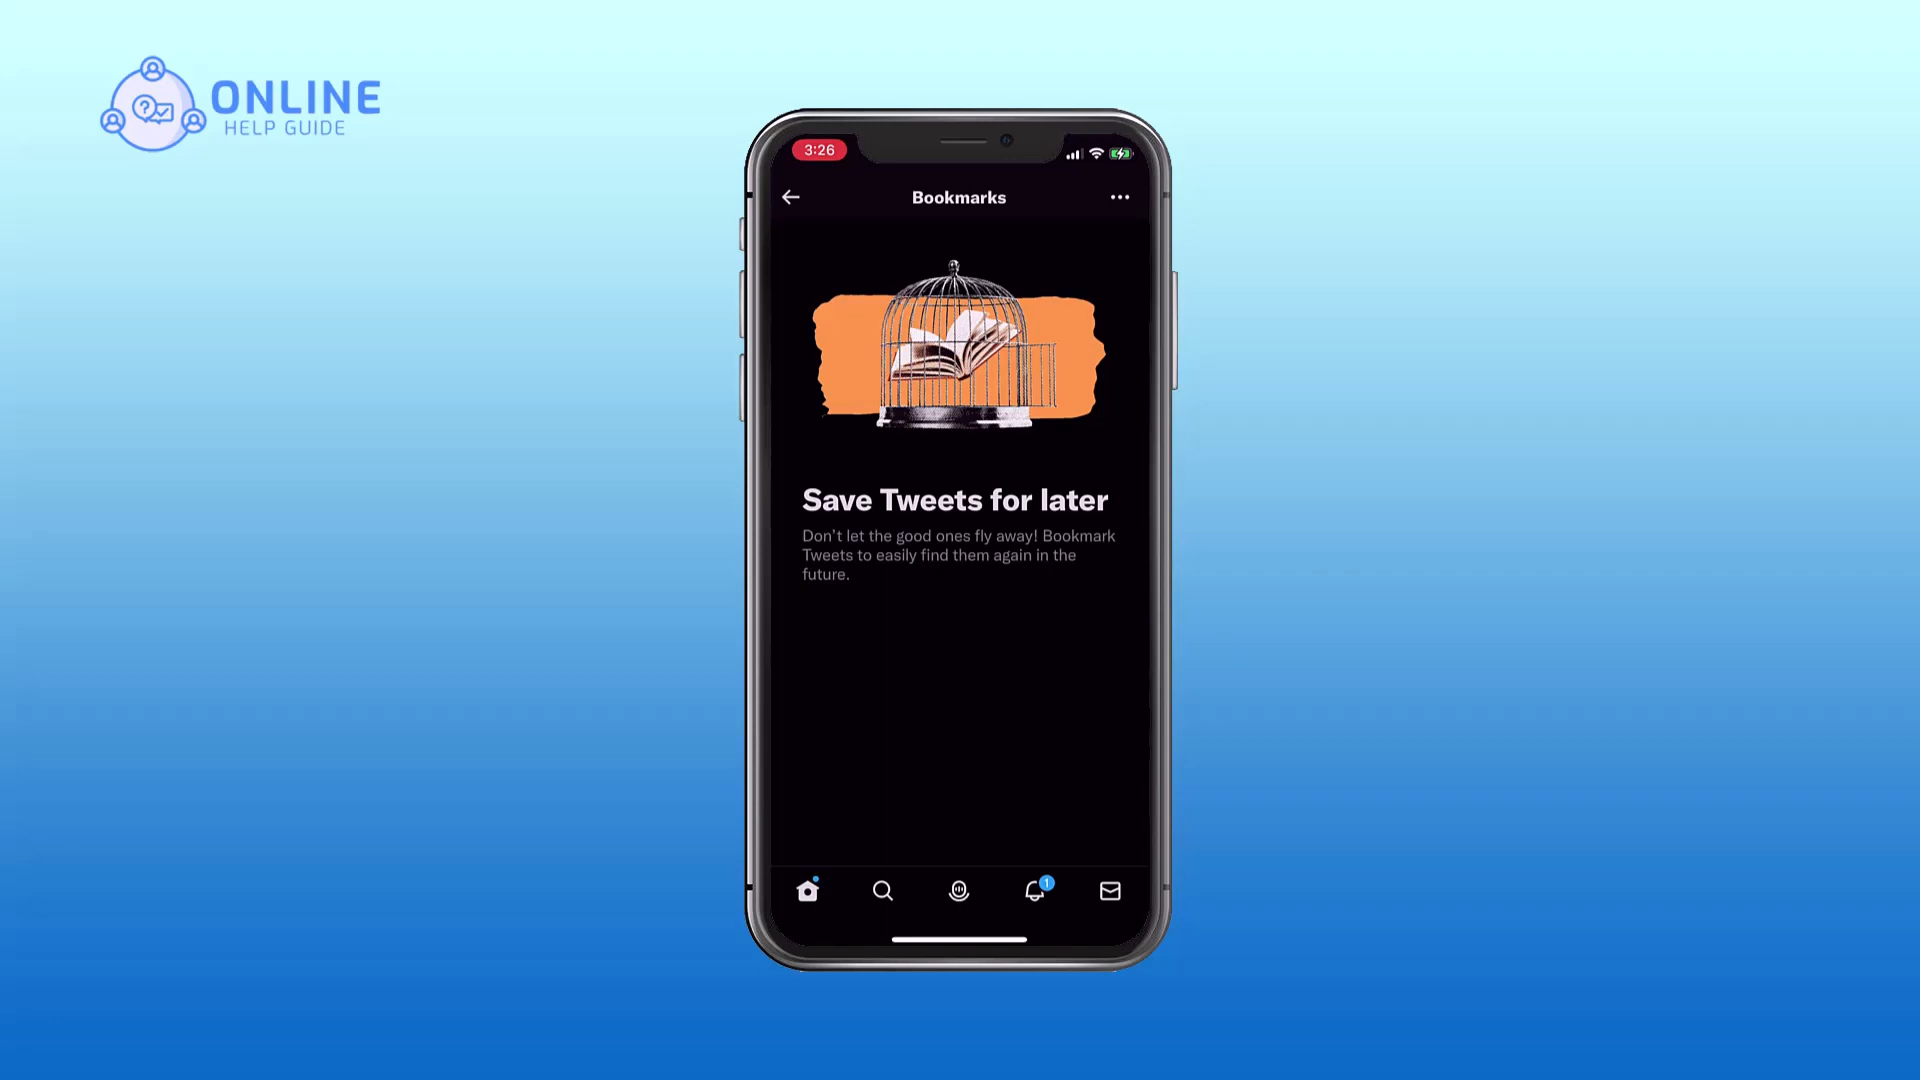 ONLINE
HELP GUIDE
3:26
Bookmarks
Save Tweets for later
Don't let the good ones fly away! Bookmark
Tweets to easily find them again in the
future.
1